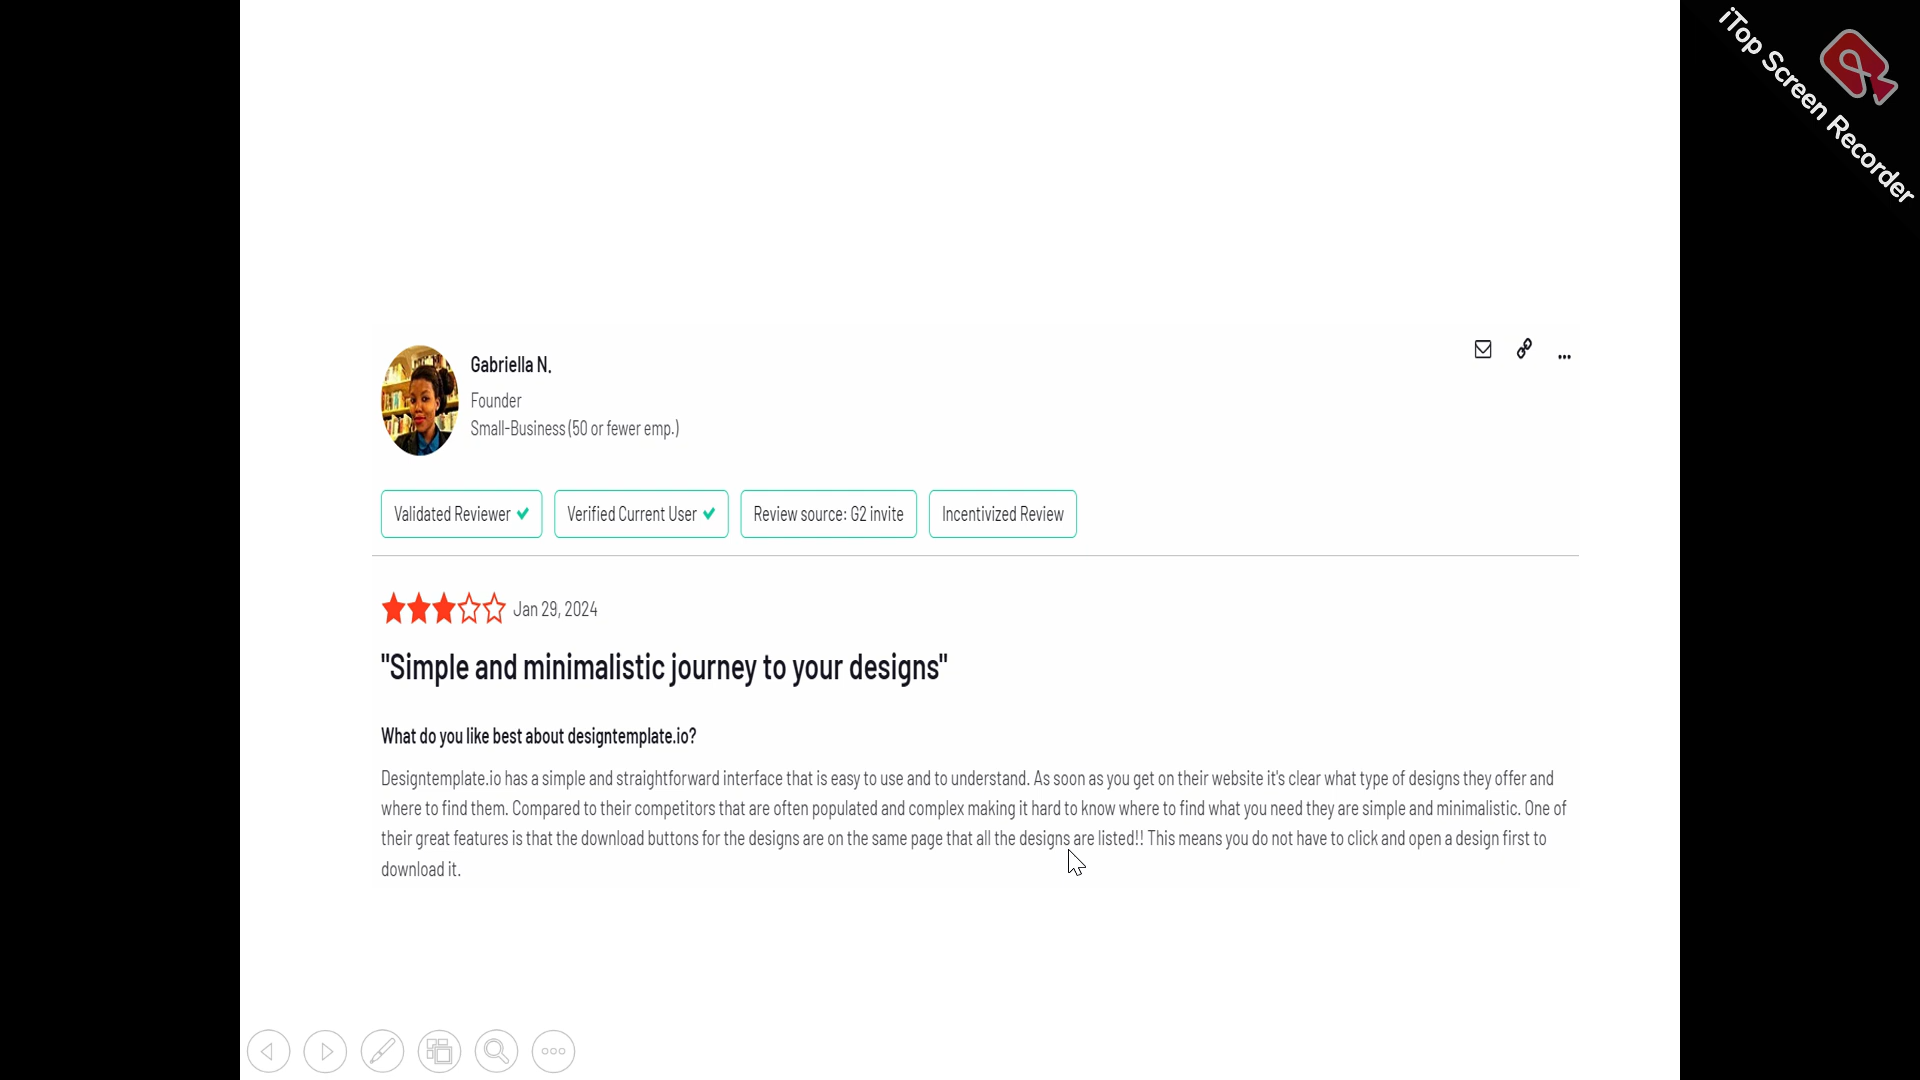 iTop Screen Recorder
Gabriella N.
Founder
Small-Business (50 or fewer emp.)
Validated Reviewer
Verified Current User
Review source: G2 invite
Incentivized Review
Jan 29, 2024
"Simple and minimalistic journey to your designs"
What do you like best about designtemplate.io?
Designtemplate.io has a simple and straightforward interface that is easy to use and to understand. As soon as you get on their website it's clear what type of designs they offer and
where to find them. Compared to their competitors that are often populated and complex making it hard to know where to find what you need they are simple and minimalistic. One of
their great features is that the download buttons for the designs are on the same page that all the designs are listed!! This means you do not have to click and open a design first to
download it.